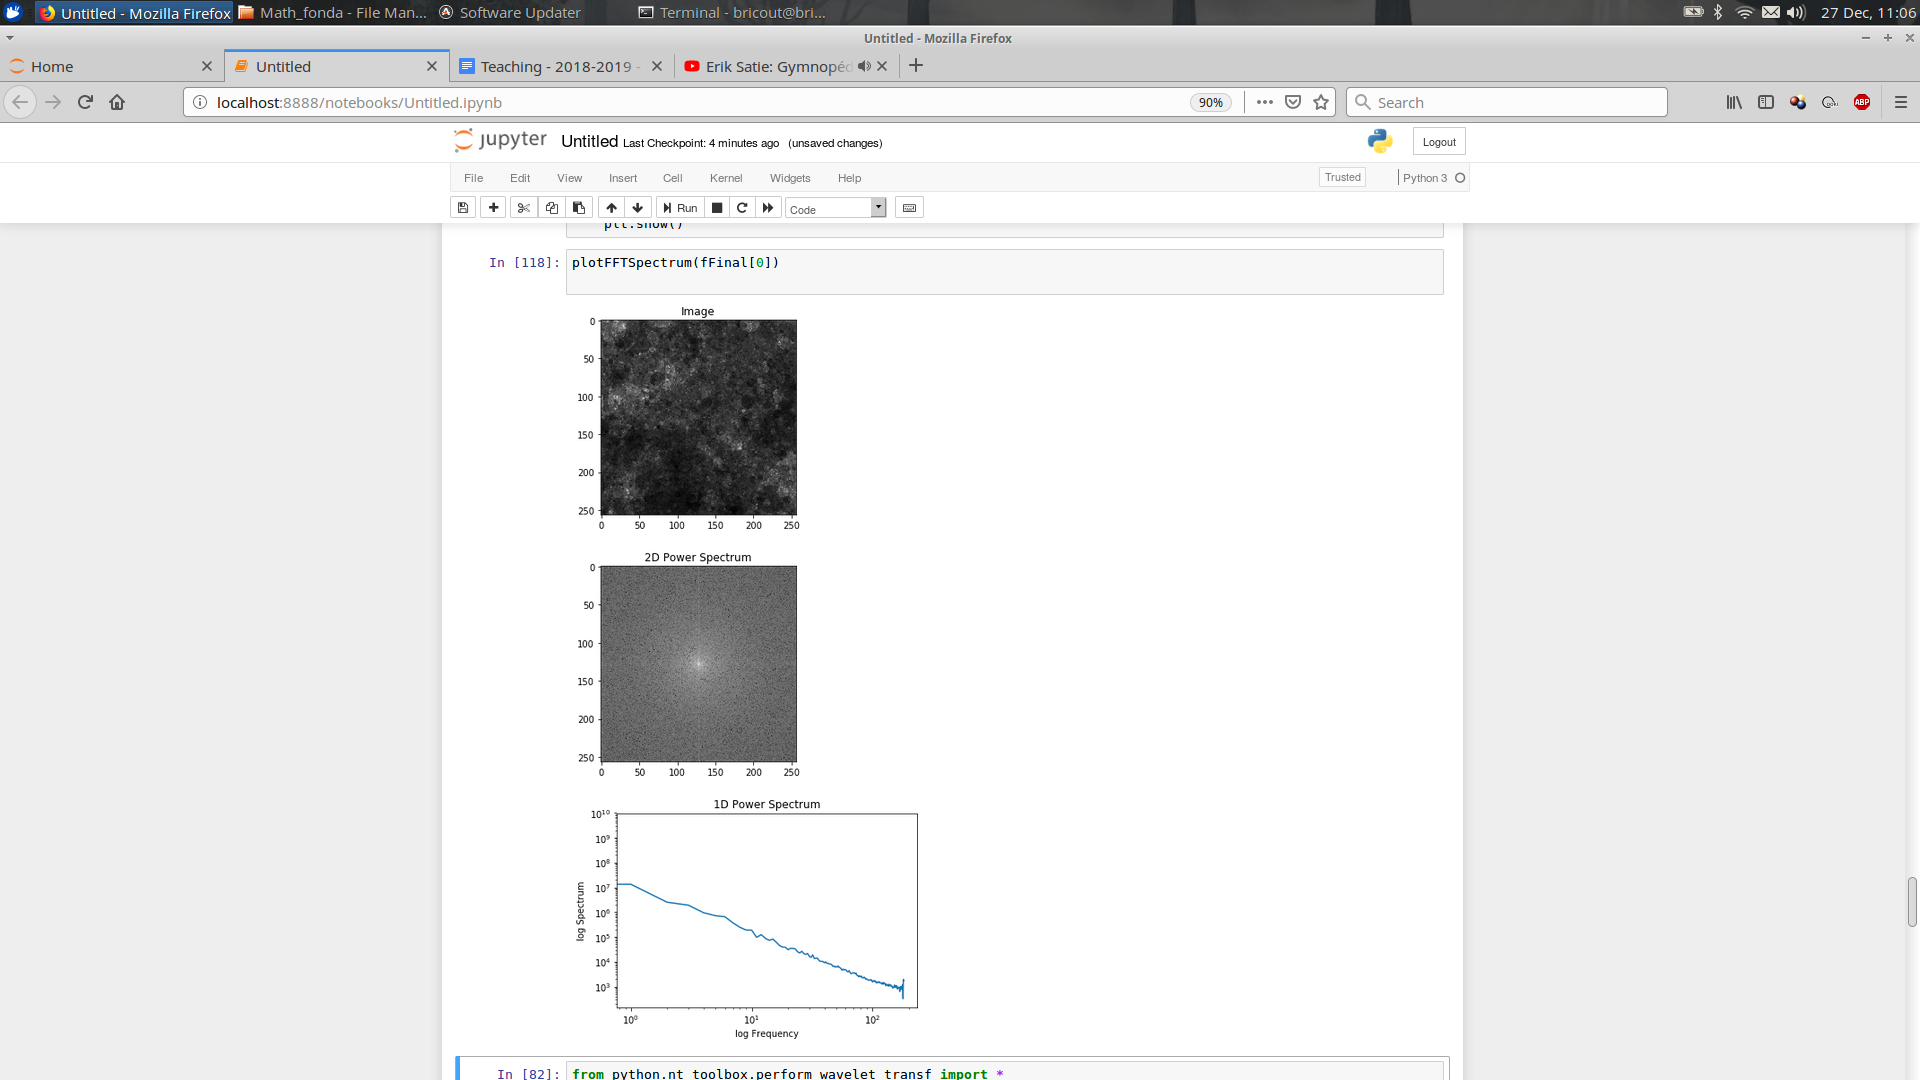 Untitled - Mozilla Firefox
Math_fonda - File Man...
Software Updater
Terminal - bricout@bri...
27 Dec, 11:06
Untitled - Mozilla Firefox
Home
Untitled
Teaching - 2018-2019 -
Erik Satie: Gymnopéd
localhost:8888/notebooks/Untitled.ipynb
90%
Search
ABP
jupyter
Untitled Last Checkpoint: 4 minutes ago (unsaved changes)
Logout
File Edit View Insert Cell Kernel Widgets Help
Trusted
Python 3
Run
Code
plt.show()
In [118]: plotFFTSpectrum(fFinal[0])
Image
0
50
100
150
200
250
0 50 100 150 200 250
2D Power Spectrum
0
50
100
150
200
250
0 50 100 150 200 250
1D Power Spectrum
10^10
10^9
10^8
10^7
10^6
10^5
10^4
10^3
log Spectrum
10^0 10^1 10^2
log Frequency
In [82]: from python.nt_toolbox.perform_wavelet_transf import *